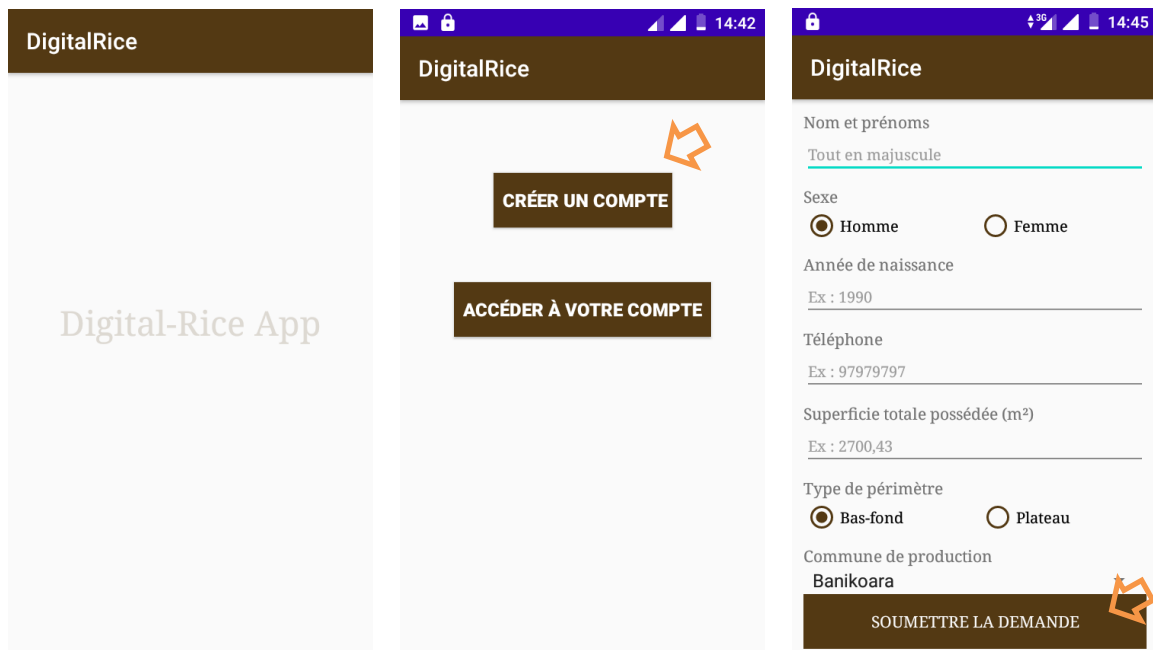 DigitalRice
Digital-Rice App
14:42
DigitalRice
CRÉER UN COMPTE
ACCÉDER À VOTRE COMPTE
3G 14:45
DigitalRice
Nom et prénoms
Tout en majuscule
Sexe
Homme Femme
Année de naissance
Ex : 1990
Téléphone
Ex : 97979797
Superficie totale possédée (m²)
Ex : 2700,43
Type de périmètre
Bas-fond Plateau
Commune de production
Banikoara
SOUMETTRE LA DEMANDE